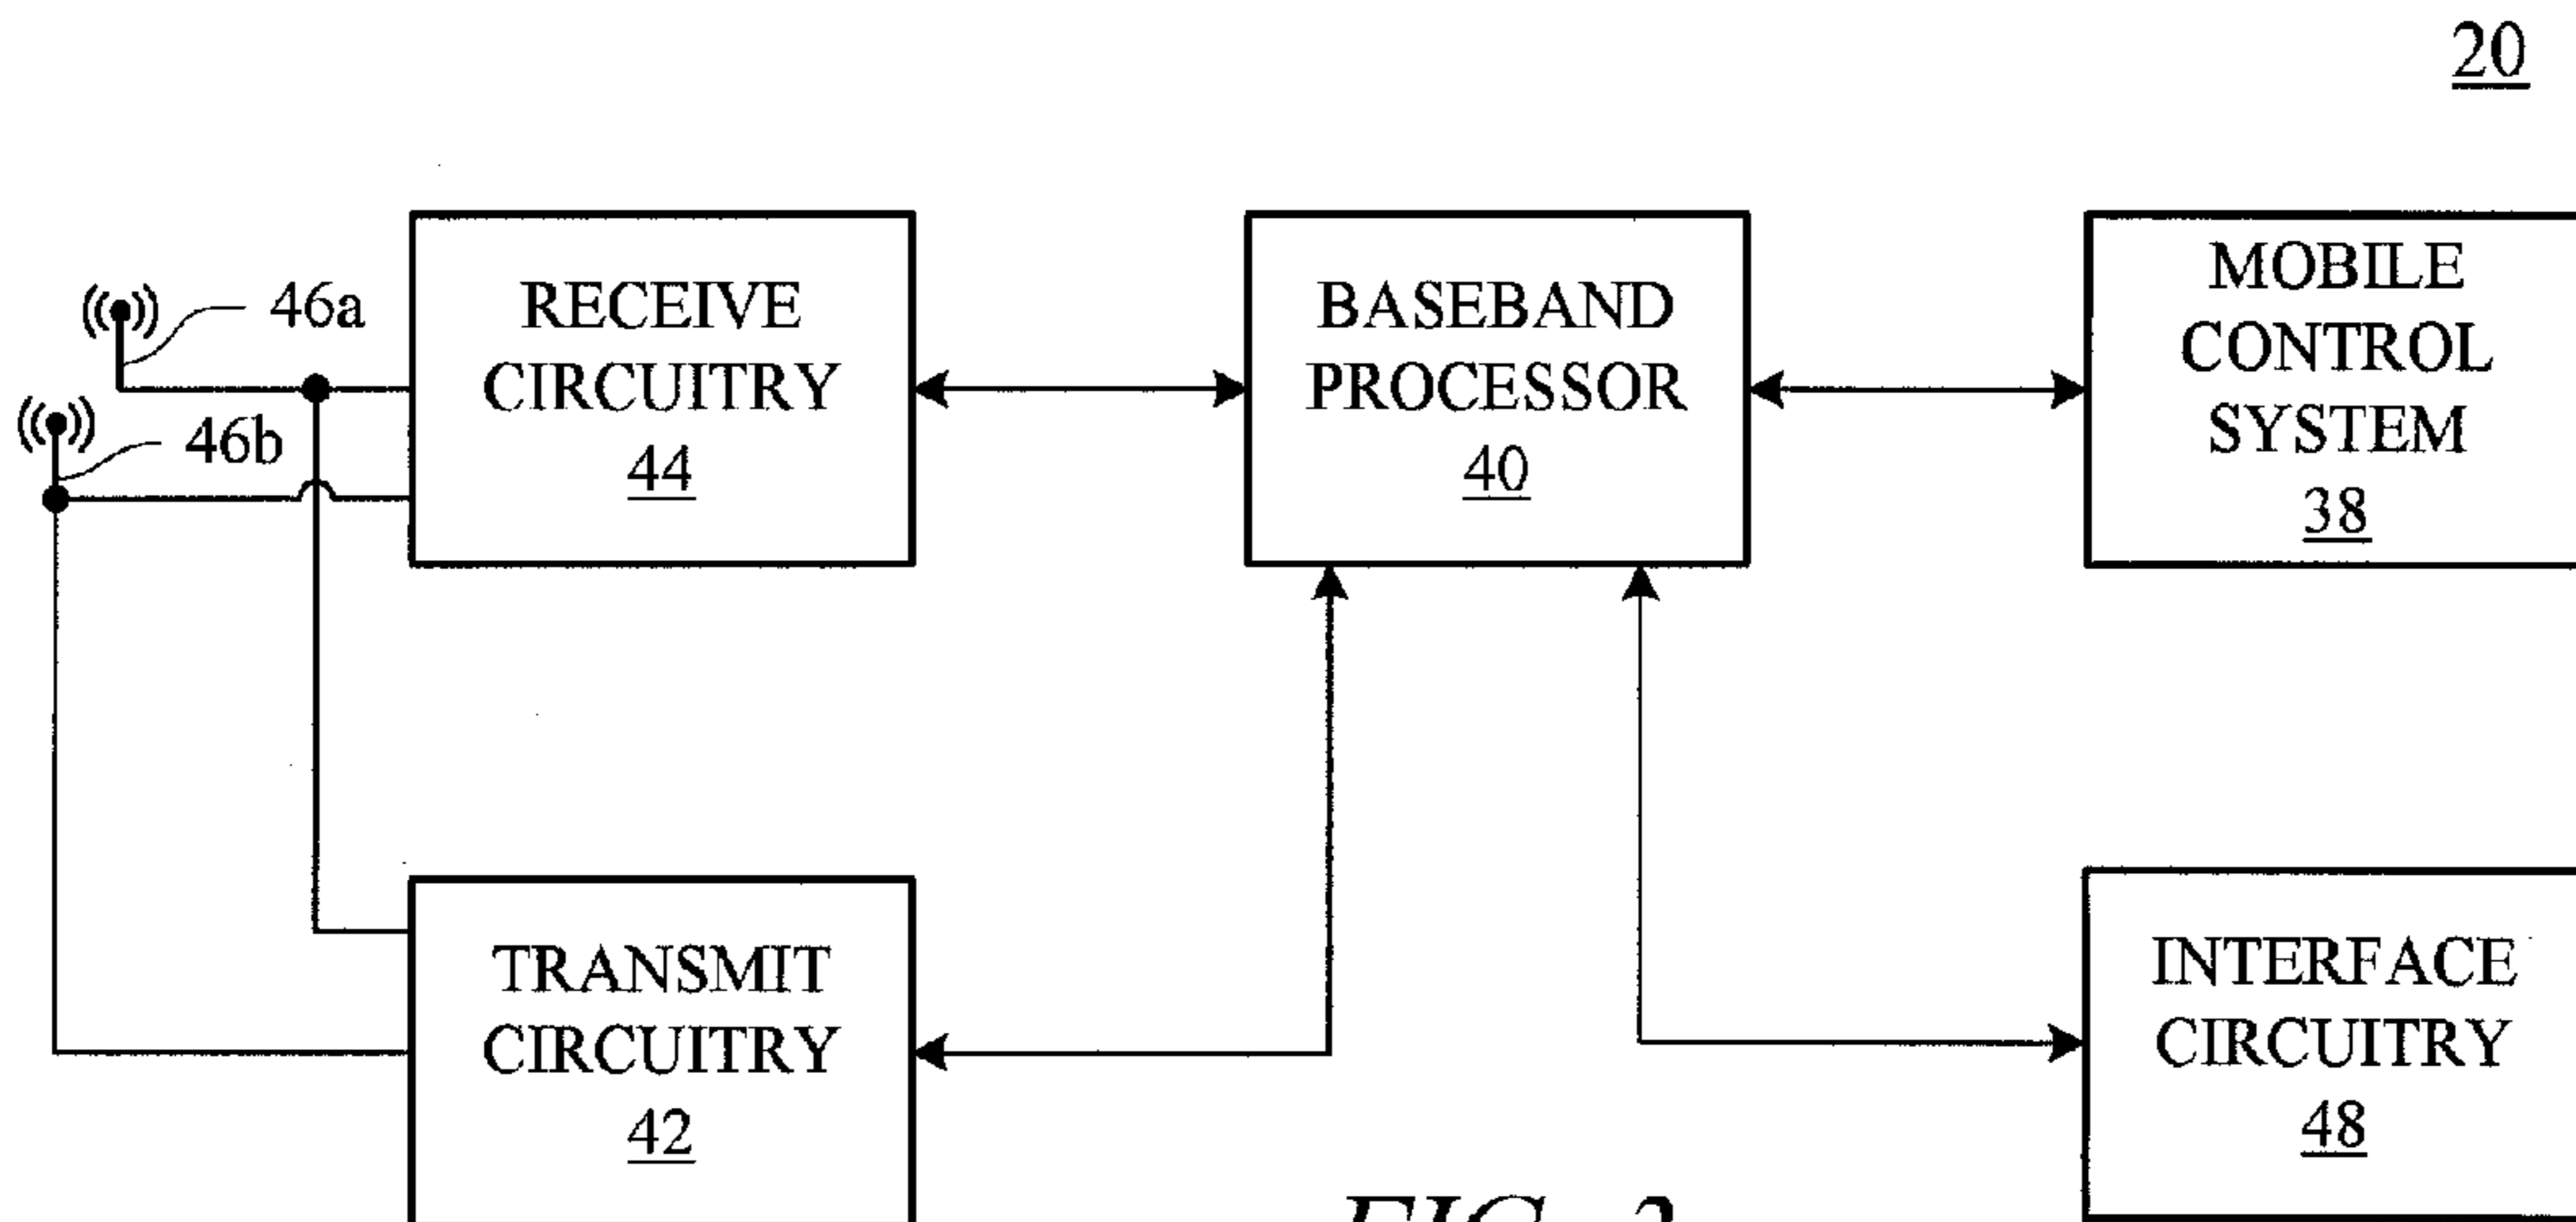 20
46a
46b
RECEIVE
CIRCUITRY
44
BASEBAND
PROCESSOR
40
MOBILE
CONTROL
SYSTEM
38
TRANSMIT
CIRCUITRY
42
INTERFACE
CIRCUITRY
48
FIG.